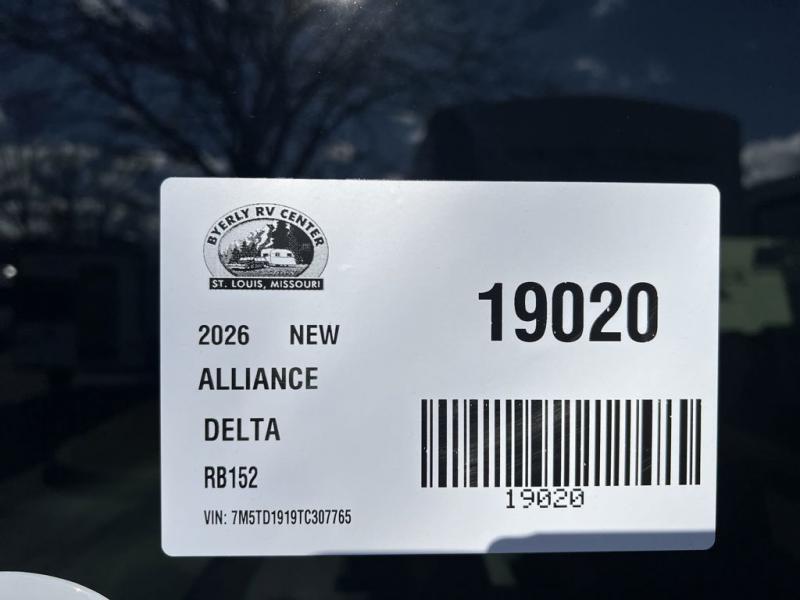 BYERLY RV CENTER
ST. LOUIS, MISSOURI
19020
2026 NEW
ALLIANCE
DELTA
RB152
19020
VIN: 7M5TD1919TC307765